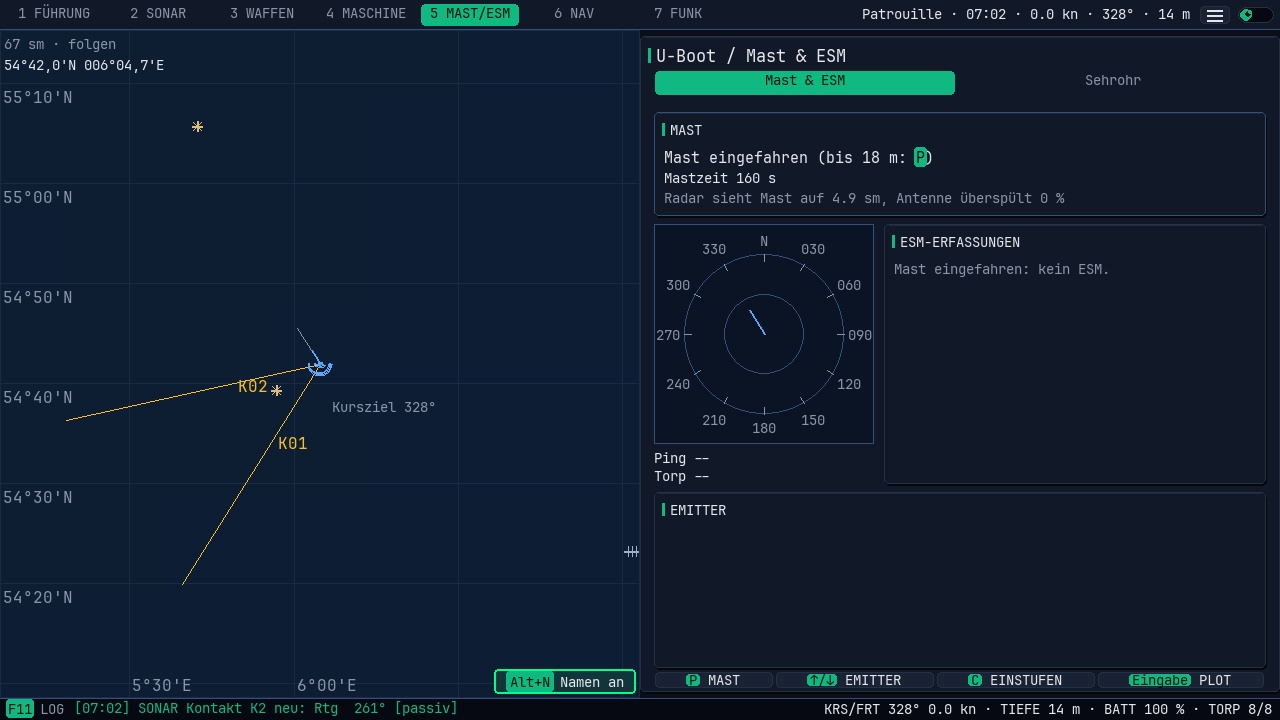 1 FÜHRUNG 2 SONAR 3 WAFFEN 4 MASCHINE 5 MAST/ESM 6 NAV 7 FUNK Patrouille · 07:02 · 0.0 kn · 328° · 14 m
67 sm · folgen
54°42,0'N 006°04,7'E
55°10'N
55°00'N
54°50'N
54°40'N
54°30'N
54°20'N
5°30'E 6°00'E
K02
K01
Kursziel 328°
Alt+N Namen an
U-Boot / Mast & ESM
Mast & ESM Sehrohr
MAST
Mast eingefahren (bis 18 m: P)
Mastzeit 160 s
Radar sieht Mast auf 4.9 sm, Antenne überspült 0 %
N
330 030
300 060
270 090
240 120
210 150
180
Ping --
Torp --
ESM-ERFASSUNGEN
Mast eingefahren: kein ESM.
EMITTER
P MAST ↑/↓ EMITTER C EINSTUFEN Eingabe PLOT
F11 LOG [07:02] SONAR Kontakt K2 neu: Rtg 261° [passiv] KRS/FRT 328° 0.0 kn · TIEFE 14 m · BATT 100 % · TORP 8/8